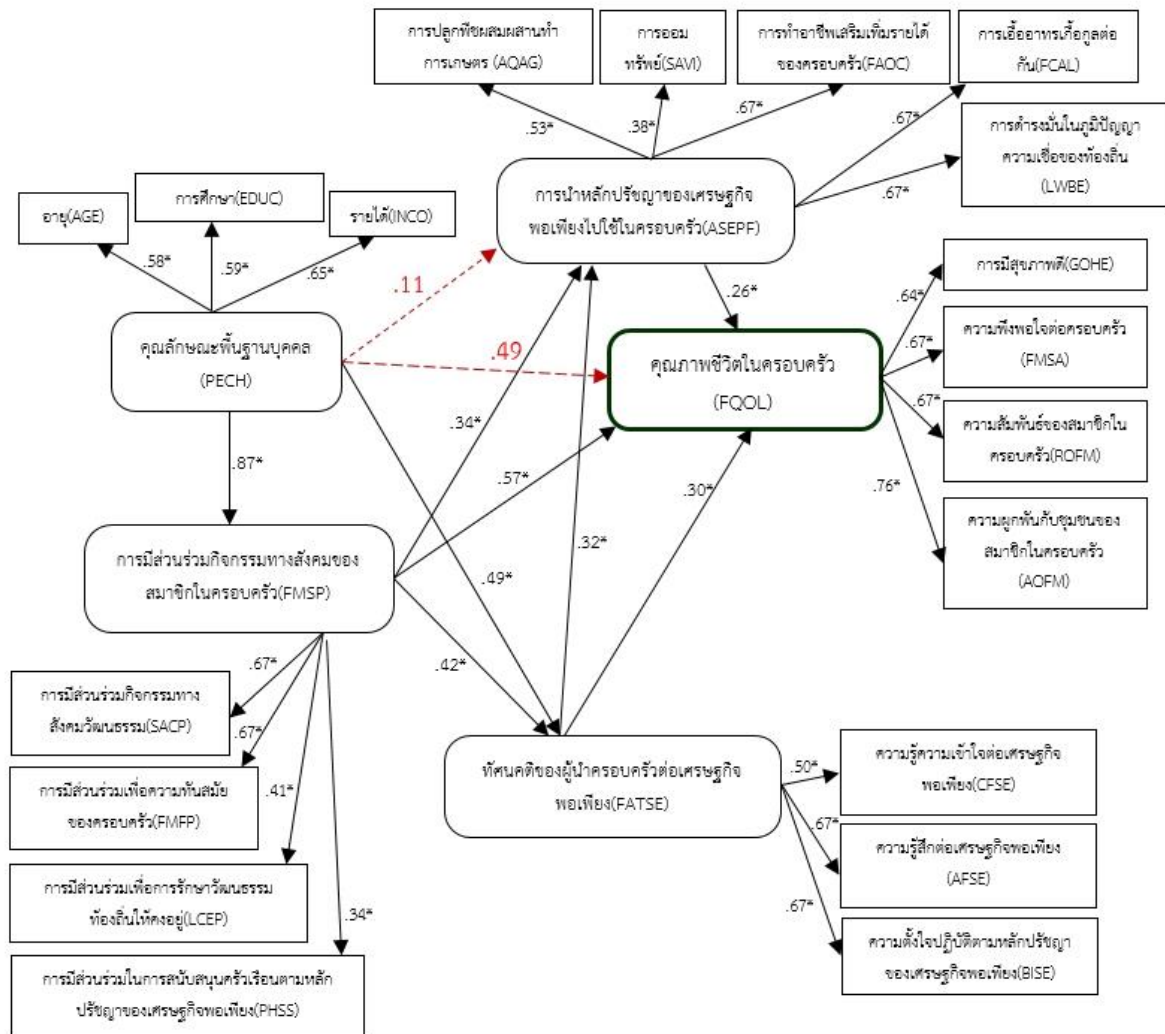 การปลูกพืชผสมผสานทำ
การเกษตร (AQAG)
การออม
ทรัพย์(SAVI)
การทำอาชีพเสริมเพิ่มรายได้
ของครอบครัว(FAOC)
การเอื้ออาทรเกื้อกูลต่อ
กัน(FCAL)
.53*
.38*
.67*
.67*
การดำรงมั่นในภูมิปัญญา
ความเชื่อของท้องถิ่น
(LWBE)
.67*
การนำหลักปรัชญาของเศรษฐกิจ
พอเพียงไปใช้ในครอบครัว(ASEPF)
อายุ(AGE)
การศึกษา(EDUC)
รายได้(INCO)
.58*
.59*
.65*
.11
.26*
คุณลักษณะพื้นฐานบุคคล
(PECH)
.49
คุณภาพชีวิตในครอบครัว
(FQOL)
การมีสุขภาพดี(GOHE)
.64*
ความพึงพอใจต่อครอบครัว
(FMSA)
.67*
ความสัมพันธ์ของสมาชิกใน
ครอบครัว(ROFM)
.67*
ความผูกพันกับชุมชนของ
สมาชิกในครอบครัว
(AOFM)
.76*
.87*
.34*
.57*
.30*
.32*
.49*
.42*
การมีส่วนร่วมกิจกรรมทางสังคมของ
สมาชิกในครอบครัว(FMSP)
.67*
การมีส่วนร่วมกิจกรรมทาง
สังคมวัฒนธรรม(SACP)
.67*
การมีส่วนร่วมเพื่อความทันสมัย
ของครอบครัว(FMFP)
.41*
การมีส่วนร่วมเพื่อการรักษาวัฒนธรรม
ท้องถิ่นให้คงอยู่(LCEP)
.34*
การมีส่วนร่วมในการสนับสนุนครัวเรือนตามหลัก
ปรัชญาของเศรษฐกิจพอเพียง(PHSS)
ทัศนคติของผู้นำครอบครัวต่อเศรษฐกิจ
พอเพียง(FATSE)
.50*
ความรู้ความเข้าใจต่อเศรษฐกิจ
พอเพียง(CFSE)
.67*
ความรู้สึกต่อเศรษฐกิจพอเพียง
(AFSE)
.67*
ความตั้งใจปฏิบัติตามหลักปรัชญา
ของเศรษฐกิจพอเพียง(BISE)